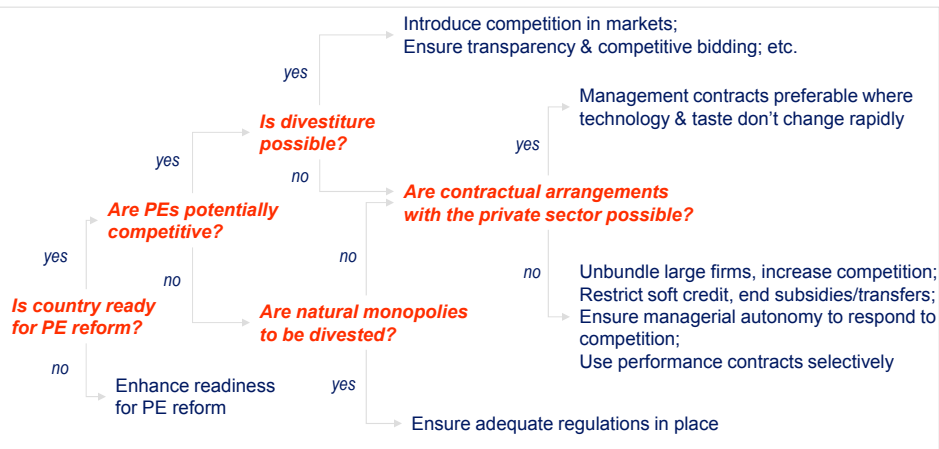 Introduce competition in markets;
Ensure transparency & competitive bidding; etc.
yes
Management contracts preferable where
technology & taste don’t change rapidly
Is divestiture
possible?
yes
yes
no
Are contractual arrangements
with the private sector possible?
Are PEs potentially
competitive?
yes
no
no
no
Unbundle large firms, increase competition;
Restrict soft credit, end subsidies/transfers;
Ensure managerial autonomy to respond to
competition;
Use performance contracts selectively
Is country ready
for PE reform?
Are natural monopolies
to be divested?
no
yes
Enhance readiness
for PE reform
Ensure adequate regulations in place